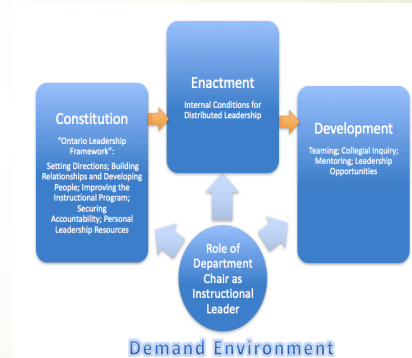 Enactment
Internal Conditions for
Distributed Leadership
Constitution
"Ontario Leadership
Framework":
Setting Directions; Building
Relationships and Developing
People; Improving the
Instructional Program;
Securing
Accountability; Personal
Leadership Resources
Development
Teaming; Collegial Inquiry;
Mentoring; Leadership
Opportunities
Role of
Department
Chair as
Instructional
Leader
Demand Environment